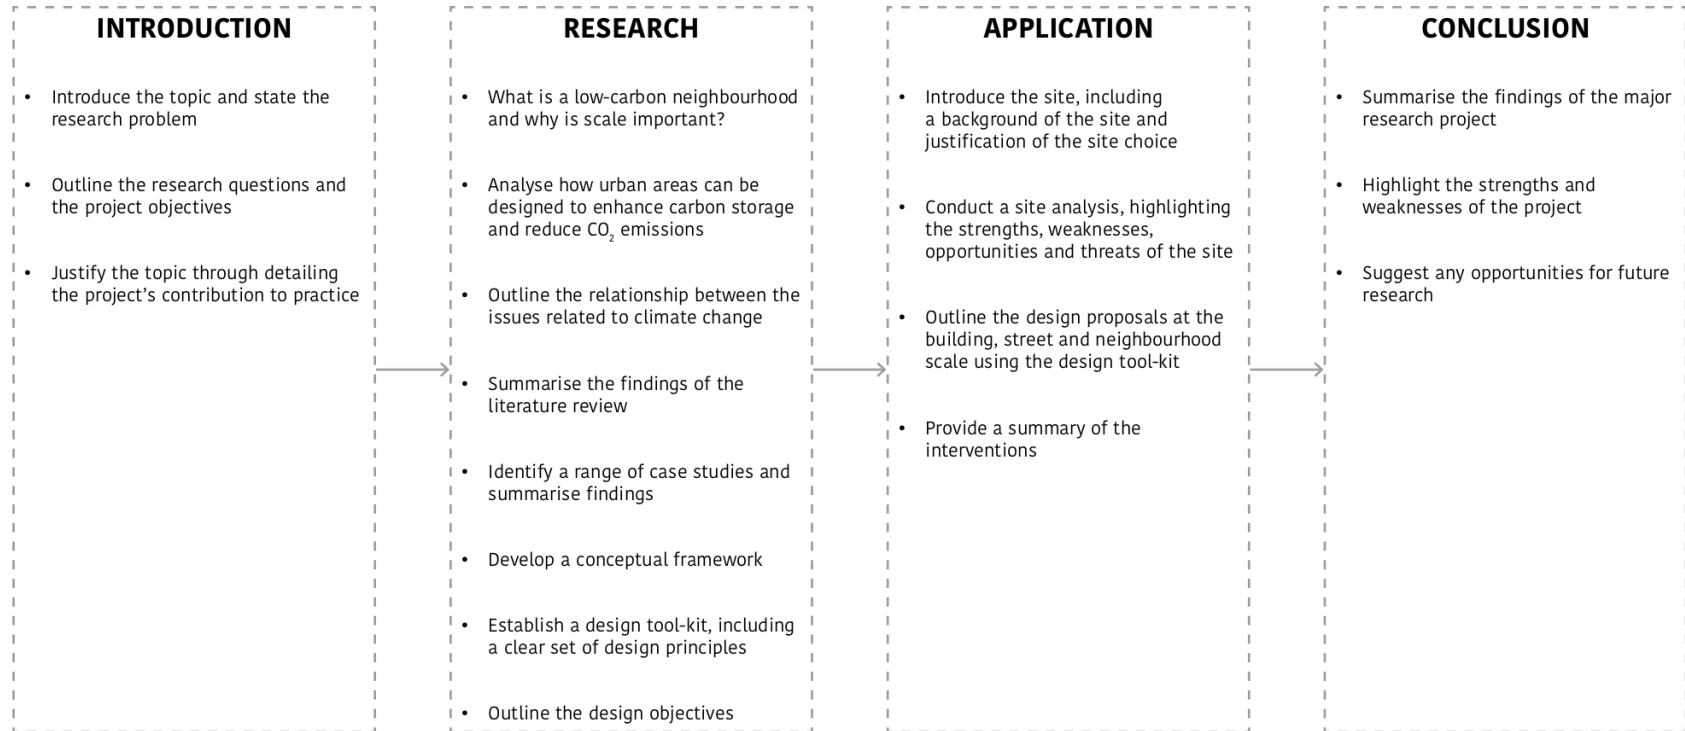 INTRODUCTION
• Introduce the topic and state the
research problem
• Outline the research questions and
the project objectives
• Justify the topic through detailing
the project’s contribution to practice
RESEARCH
• What is a low-carbon neighbourhood
and why is scale important?
• Analyse how urban areas can be
designed to enhance carbon storage
and reduce CO₂ emissions
• Outline the relationship between the
issues related to climate change
• Summarise the findings of the
literature review
• Identify a range of case studies and
summarise findings
• Develop a conceptual framework
• Establish a design tool-kit, including
a clear set of design principles
• Outline the design objectives
APPLICATION
• Introduce the site, including
a background of the site and
justification of the site choice
• Conduct a site analysis, highlighting
the strengths, weaknesses,
opportunities and threats of the site
• Outline the design proposals at the
building, street and neighbourhood
scale using the design tool-kit
• Provide a summary of the
interventions
CONCLUSION
• Summarise the findings of the major
research project
• Highlight the strengths and
weaknesses of the project
• Suggest any opportunities for future
research